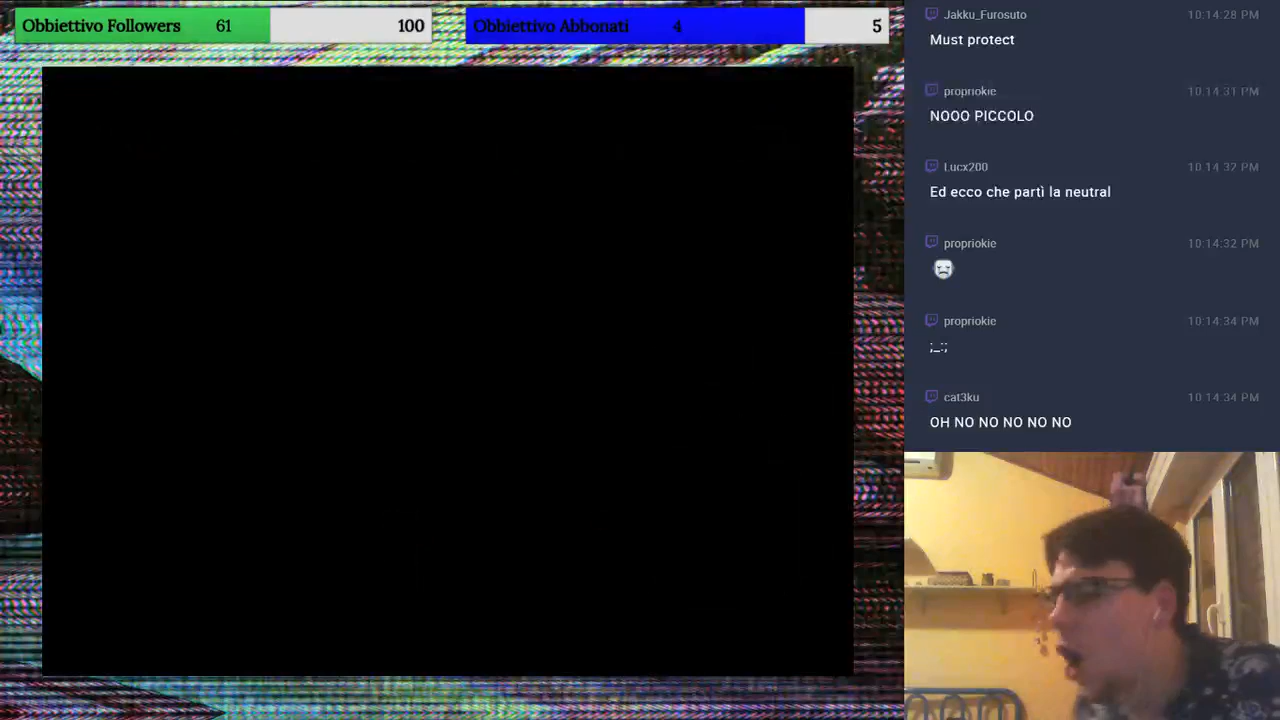 Obbiettivo Followers 61 100
Obbiettivo Abbonati 4 5
Jakku_Furosuto 10:14:28 PM
Must protect
propriokie 10:14:31 PM
NOOO PICCOLO
Lucx200 10:14:32 PM
Ed ecco che partì la neutral
propriokie 10:14:32 PM
propriokie 10:14:34 PM
;_;
cat3ku 10:14:34 PM
OH NO NO NO NO NO